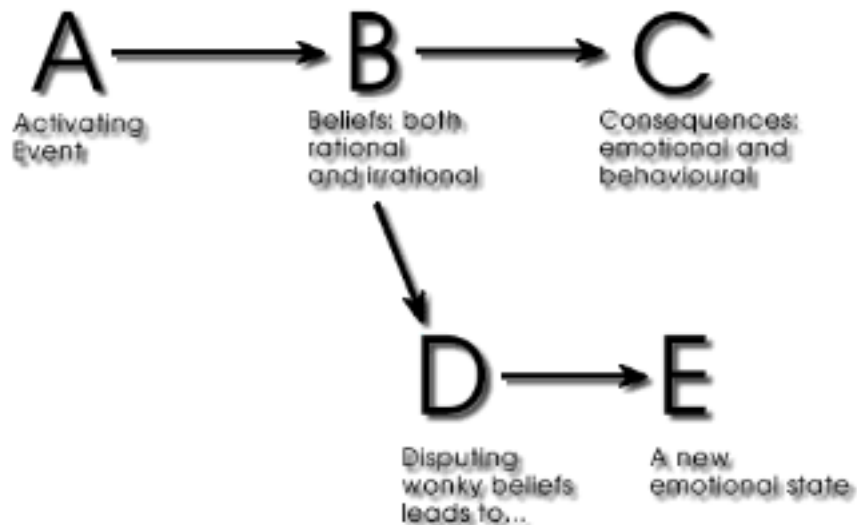 A
B
C
Activating
Event
Beliefs: both
rational
and irrational
Consequences:
emotional and
behavioural
D
E
Disputing
wonky beliefs
leads to...
A new
emotional state